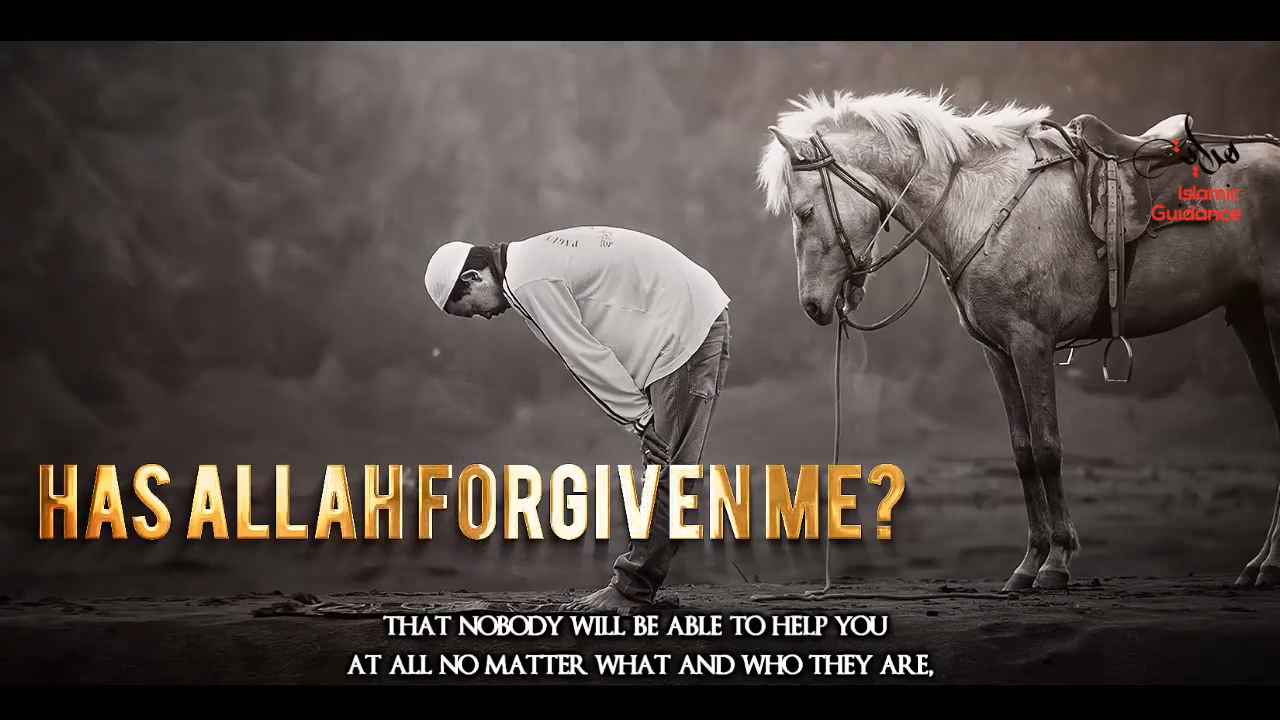 هداية
Islamic
Guidance
HAS ALLAH FORGIVEN ME?
THAT NOBODY WILL BE ABLE TO HELP YOU
AT ALL NO MATTER WHAT AND WHO THEY ARE,